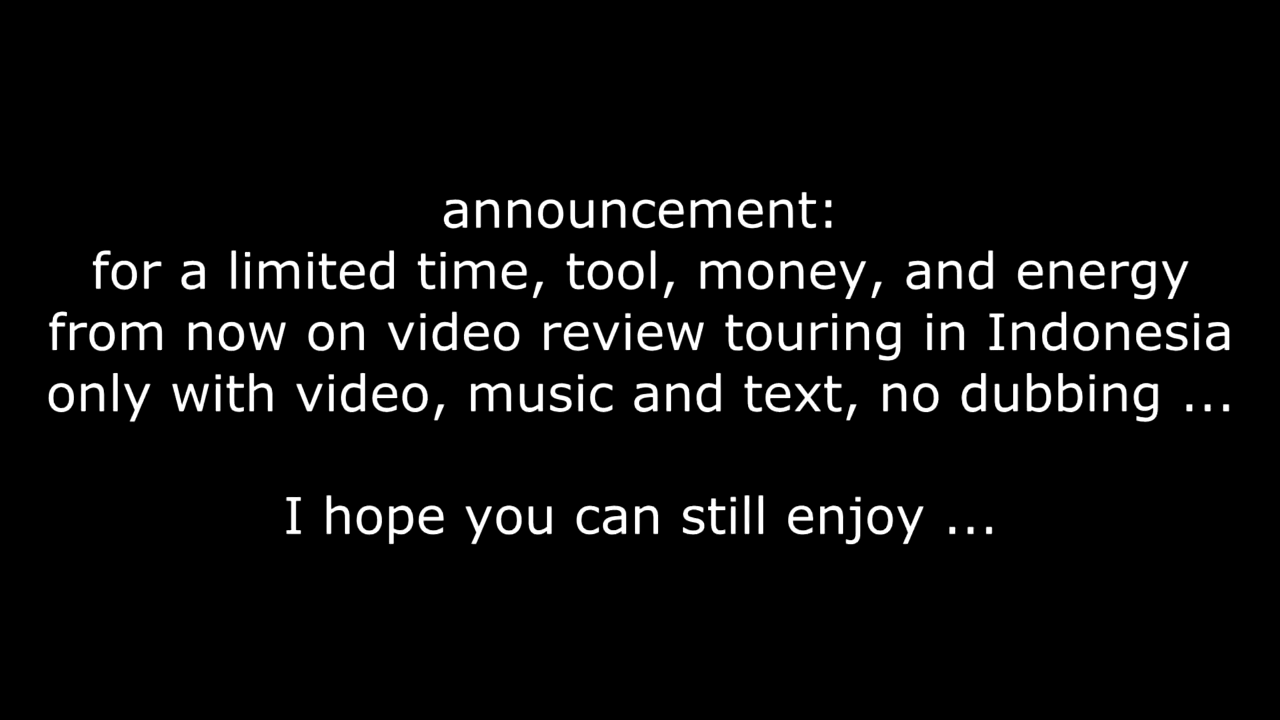 announcement:
for a limited time, tool, money, and energy
from now on video review touring in Indonesia
only with video, music and text, no dubbing ...
I hope you can still enjoy ...